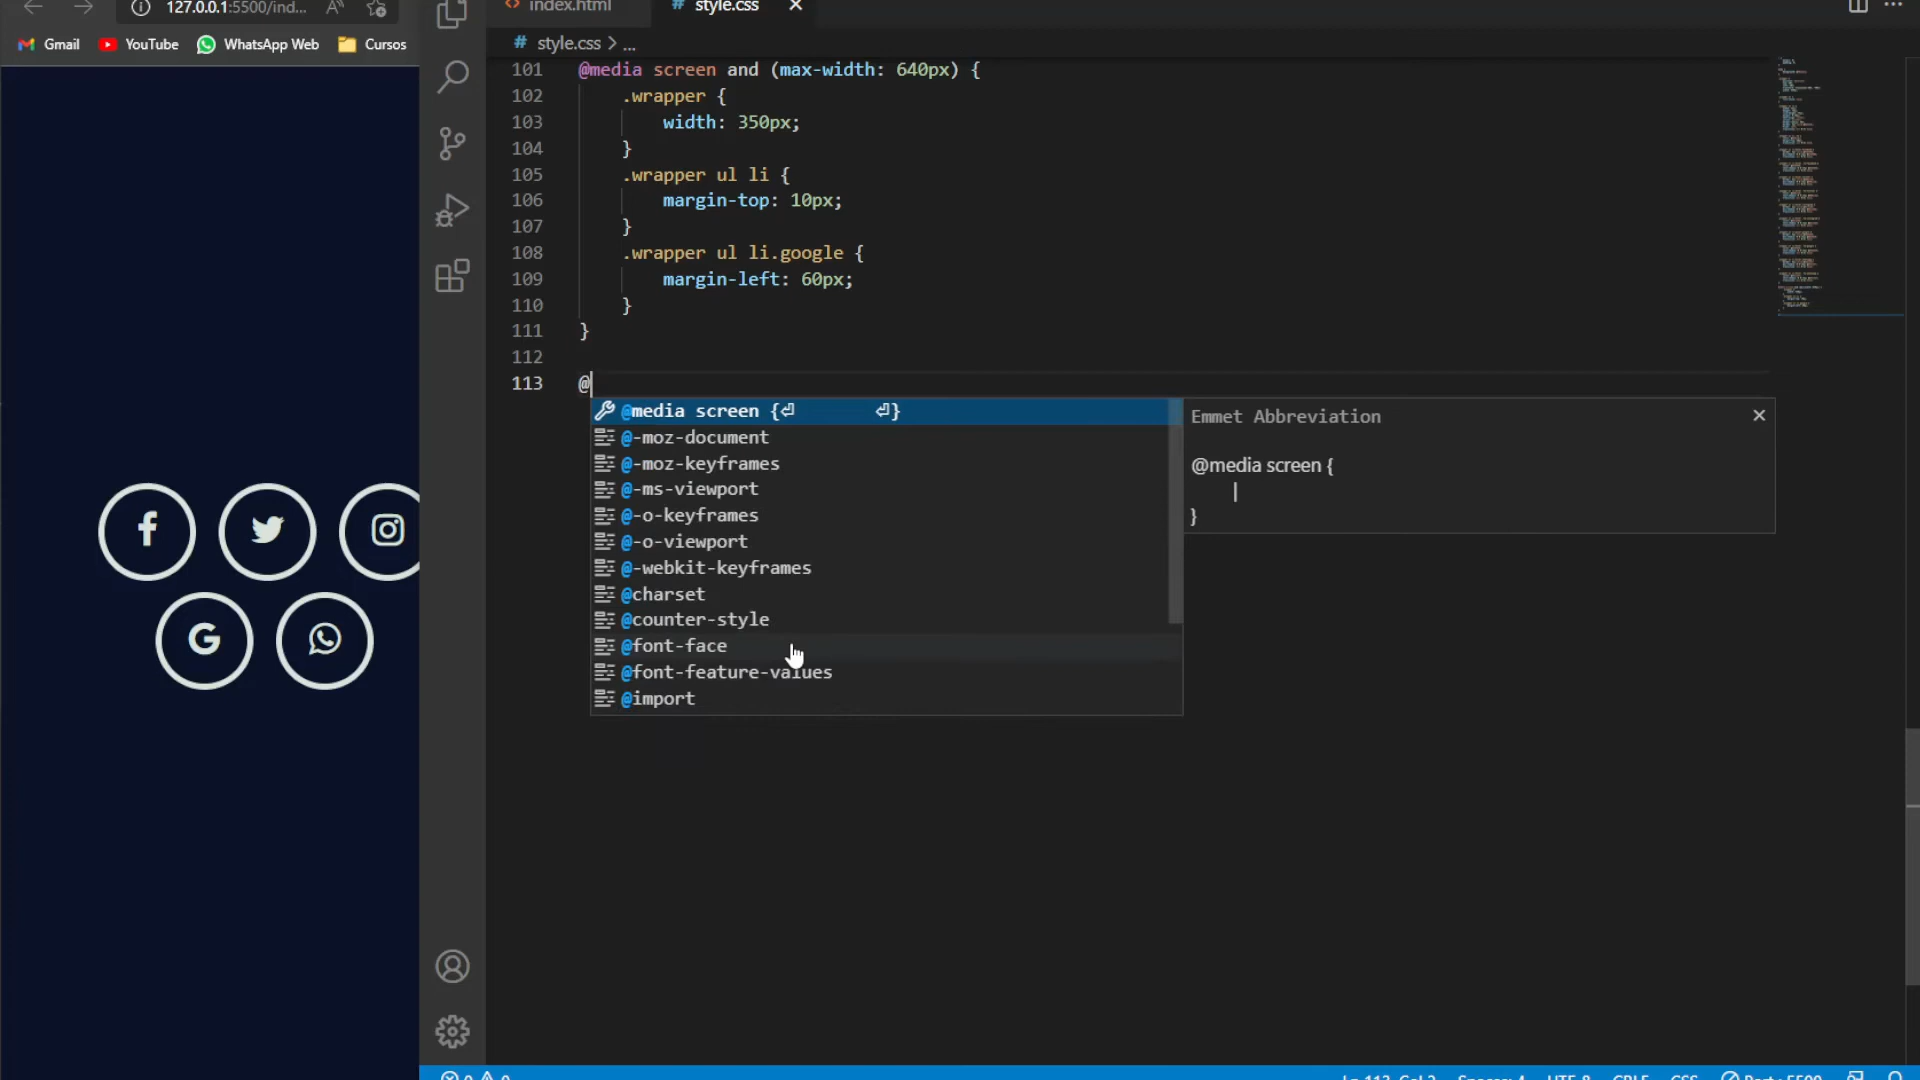 127.0.0.1:5500/ind...
Gmail YouTube WhatsApp Web Cursos
index.html style.css
# style.css > ...
101 @media screen and (max-width: 640px) {
102 .wrapper {
103 width: 350px;
104 }
105 .wrapper ul li {
106 margin-top: 10px;
107 }
108 .wrapper ul li.google {
109 margin-left: 60px;
110 }
111 }
112
113 @
@media screen {⏎ ⏎}
@-moz-document
@-moz-keyframes
@-ms-viewport
@-o-keyframes
@-o-viewport
@-webkit-keyframes
@charset
@counter-style
@font-face
@font-feature-values
@import
Emmet Abbreviation
@media screen {
|
}